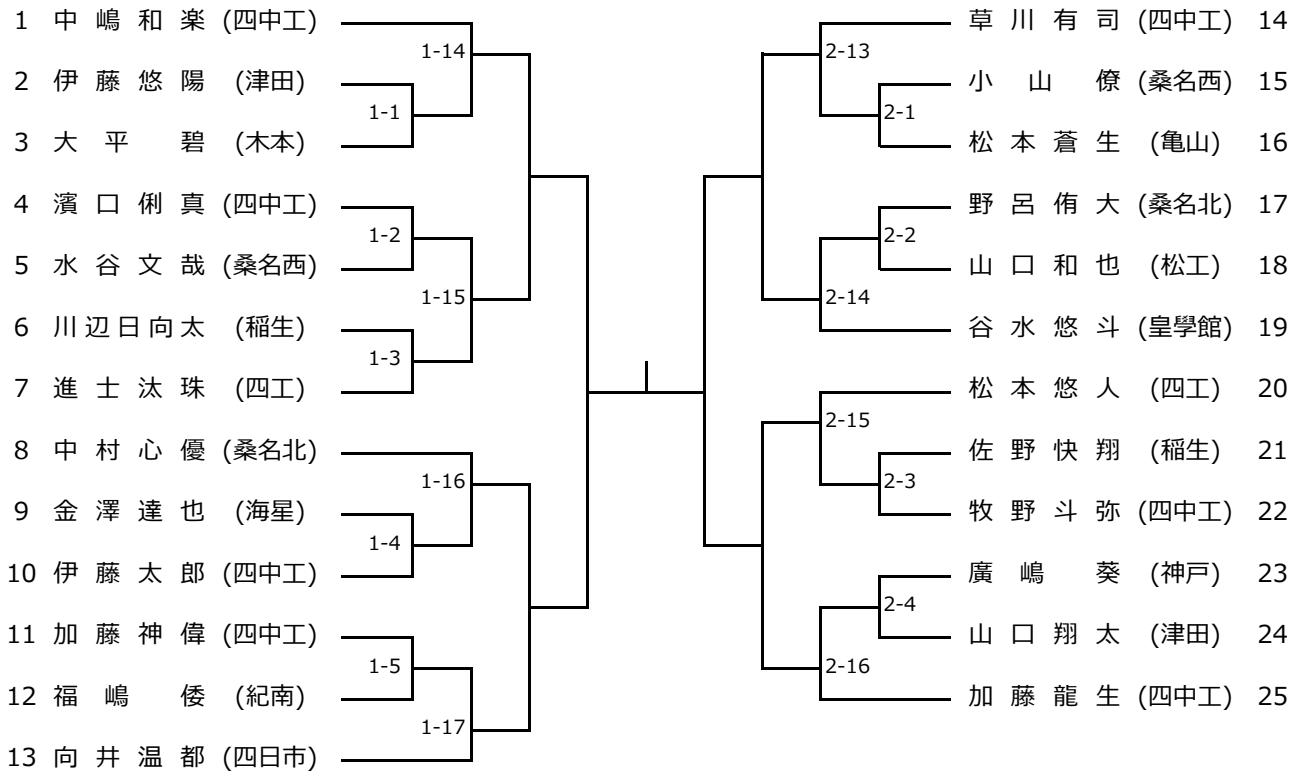 1 中嶋和楽 (四中工)
1-14
2 伊藤悠陽 (津田)
1-1
3 大平 碧 (木本)
4 濱口俐真 (四中工)
1-2
5 水谷文哉 (桑名西)
1-15
6 川辺日向太 (稲生)
1-3
7 進士汰珠 (四工)
8 中村心優 (桑名北)
1-16
9 金澤達也 (海星)
1-4
10 伊藤太郎 (四中工)
11 加藤神偉 (四中工)
1-5
12 福嶋 倭 (紀南)
1-17
13 向井温都 (四日市)
草川有司 (四中工) 14
2-13
小山 僚 (桑名西) 15
2-1
松本蒼生 (亀山) 16
野呂侑大 (桑名北) 17
2-2
山口和也 (松工) 18
2-14
谷水悠斗 (皇學館) 19
松本悠人 (四工) 20
2-15
佐野快翔 (稲生) 21
2-3
牧野斗弥 (四中工) 22
廣嶋 葵 (神戸) 23
2-4
山口翔太 (津田) 24
2-16
加藤龍生 (四中工) 25